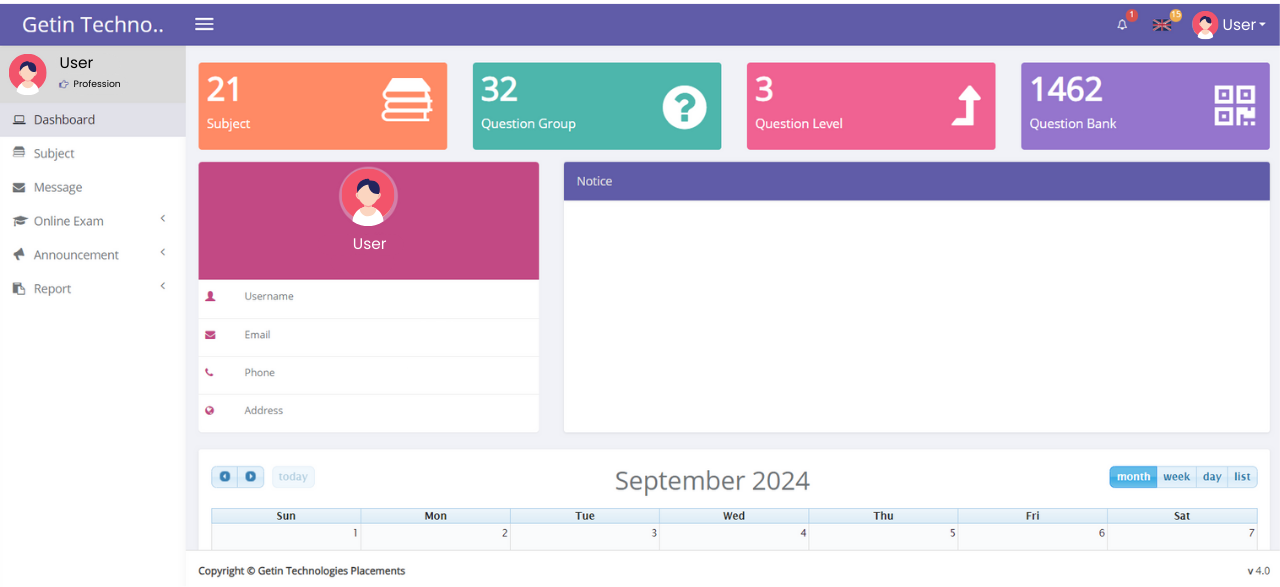 Getin Techno..
1
15
User
User
Profession
Dashboard
Subject
Message
Online Exam
Announcement
Report
21
Subject
32
Question Group
3
Question Level
1462
Question Bank
User
Username
Email
Phone
Address
Notice
today
September 2024
month week day list
Sun Mon Tue Wed Thu Fri Sat
1 2 3 4 5 6 7
Copyright © Getin Technologies Placements
v 4.0